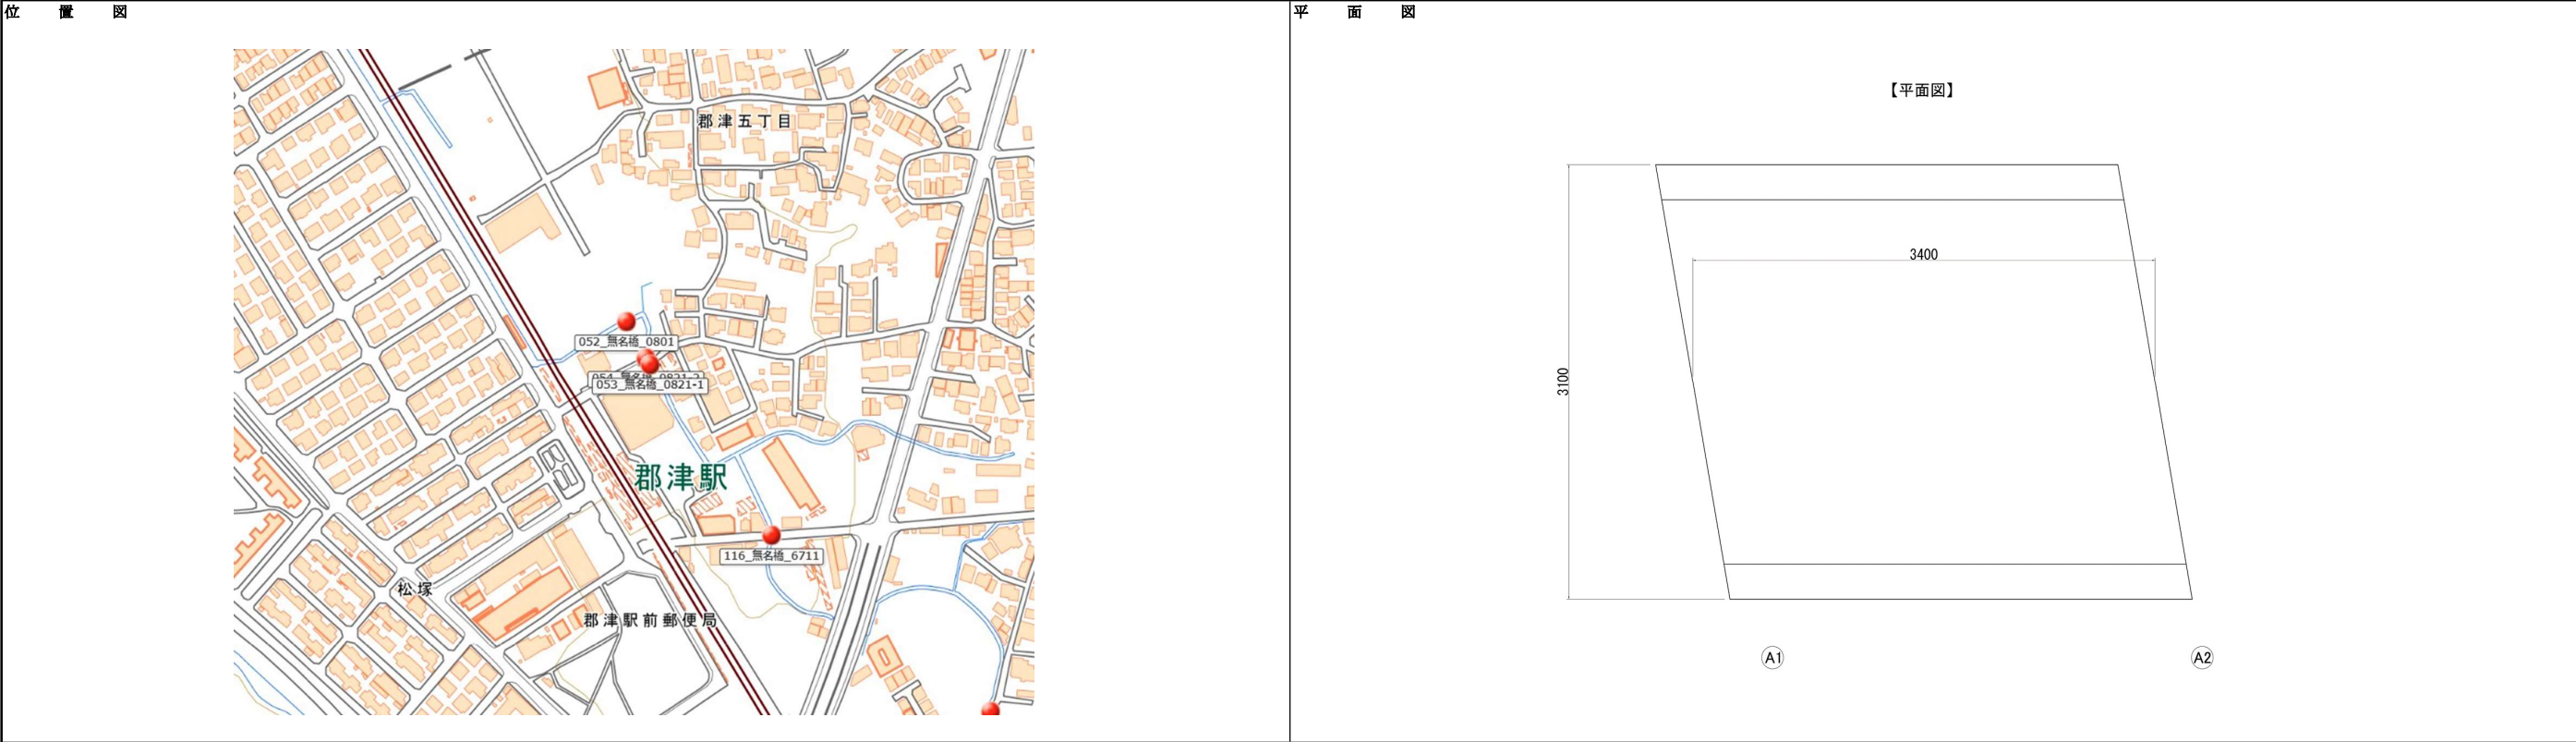 位 置 図
郡津五丁目
052_無名橋_0801
053_無名橋_0821-1
郡津駅
116_無名橋_6711
松塚
郡津駅前郵便局
平 面 図
【平面図】
3400
3100
A1
A2